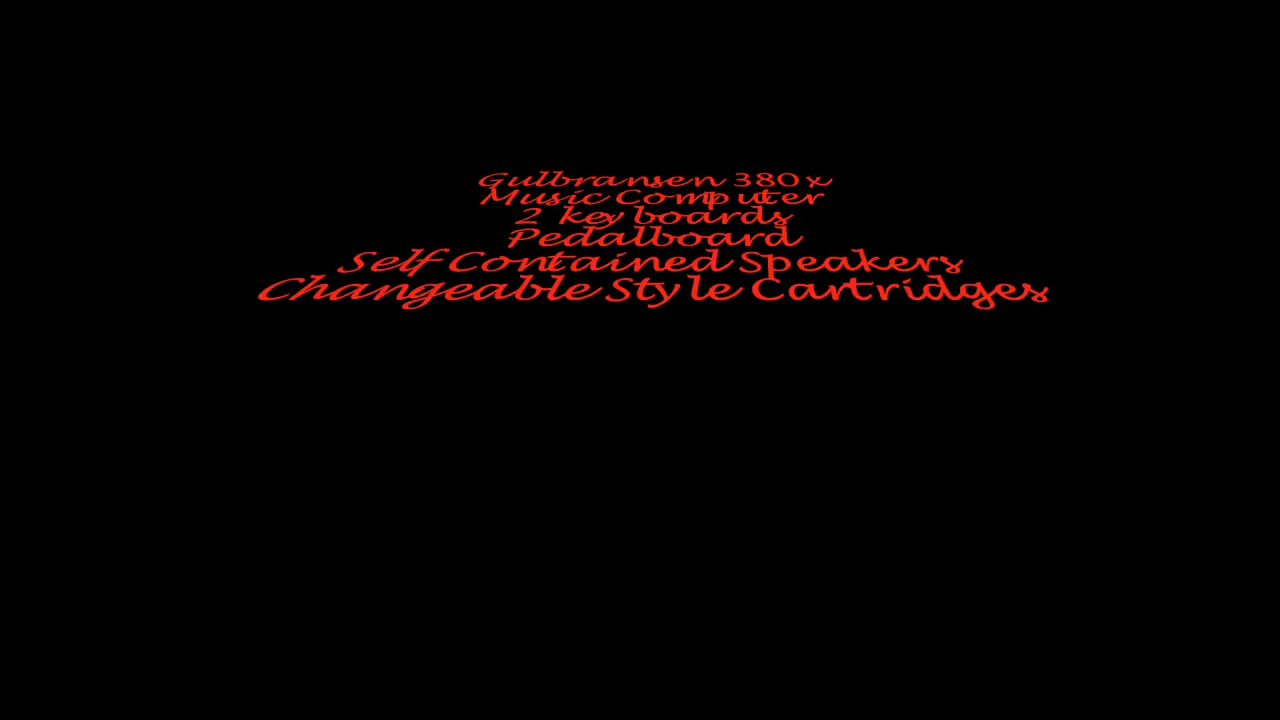 Gulbransen 380x
Music Computer
2 keyboards
Pedalboard
Self Contained Speakers
Changeable Style Cartridges